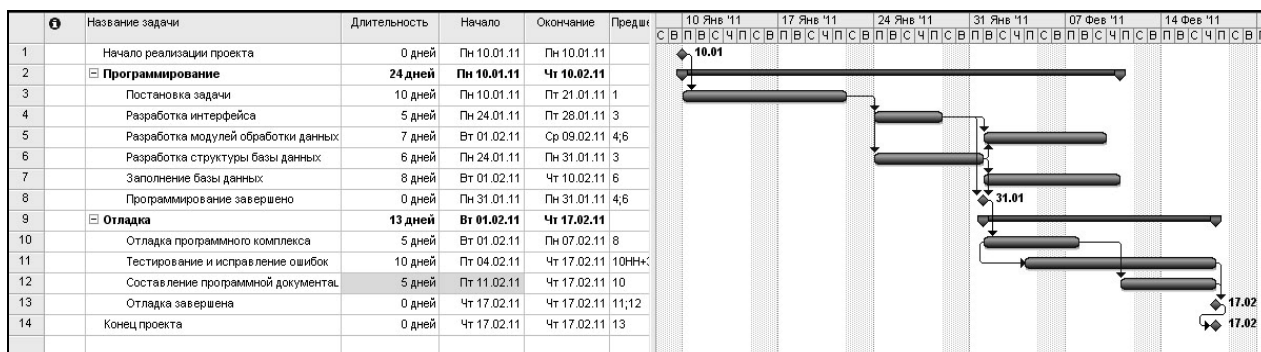 Название задачи Длительность Начало Окончание Предше 10 Янв '11 17 Янв '11 24 Янв '11 31 Янв '11 07 Фев '11 14 Фев '11
С В П В С Ч П С В П В С Ч П С В П В С Ч П С В П В С Ч П С В П В С Ч П С В П В С Ч П С В
1 Начало реализации проекта 0 дней Пн 10.01.11 Пн 10.01.11 10.01
2 Программирование 24 дней Пн 10.01.11 Чт 10.02.11
3 Постановка задачи 10 дней Пн 10.01.11 Пт 21.01.11 1
4 Разработка интерфейса 5 дней Пн 24.01.11 Пт 28.01.11 3
5 Разработка модулей обработки данных 7 дней Вт 01.02.11 Ср 09.02.11 4;6
6 Разработка структуры базы данных 6 дней Пн 24.01.11 Пн 31.01.11 3
7 Заполнение базы данных 8 дней Вт 01.02.11 Чт 10.02.11 6
8 Программирование завершено 0 дней Пн 31.01.11 Пн 31.01.11 4;6 31.01
9 Отладка 13 дней Вт 01.02.11 Чт 17.02.11
10 Отладка программного комплекса 5 дней Вт 01.02.11 Пн 07.02.11 8
11 Тестирование и исправление ошибок 10 дней Пт 04.02.11 Чт 17.02.11 10НН+3
12 Составление программной документац 5 дней Пт 11.02.11 Чт 17.02.11 10
13 Отладка завершена 0 дней Чт 17.02.11 Чт 17.02.11 11;12 17.02
14 Конец проекта 0 дней Чт 17.02.11 Чт 17.02.11 13 17.02